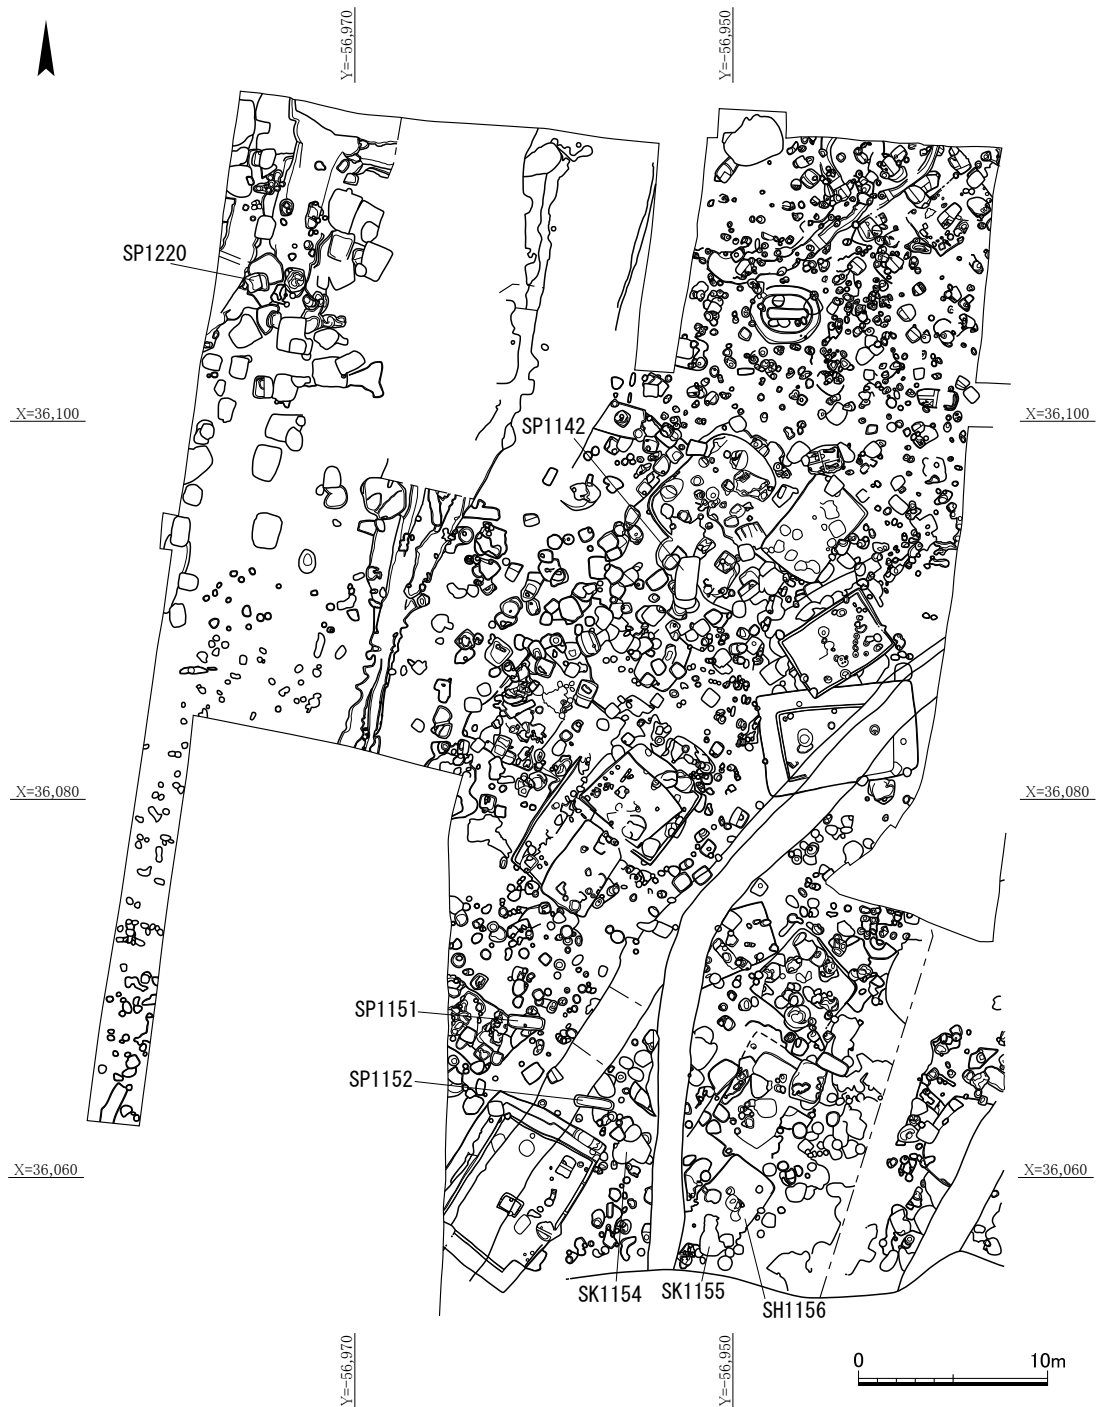 Y=-56,970
Y=-56,950
SP1220
X=36,100
X=36,100
SP1142
X=36,080
X=36,080
SP1151
SP1152
X=36,060
X=36,060
SK1154
SK1155
SH1156
Y=-56,970
Y=-56,950
0
10m